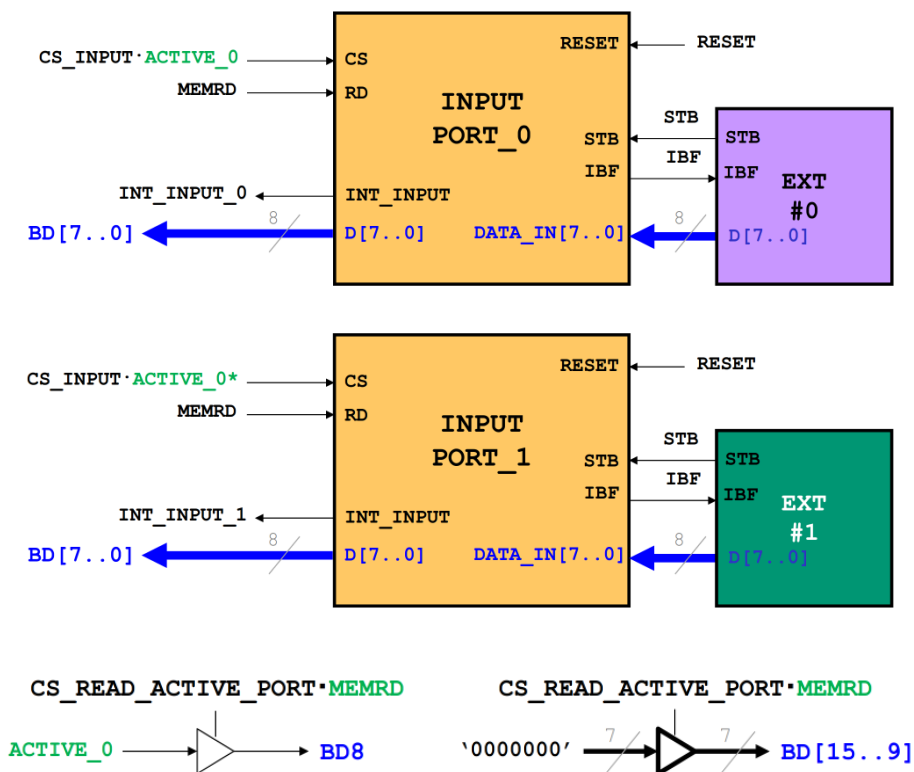 RESET
RESET
CS_INPUT·ACTIVE_0
CS
MEMRD
RD
INPUT
PORT_0
STB
STB
STB
IBF
IBF
IBF
EXT
#0
INT_INPUT_0
INT_INPUT
8
BD[7..0]
D[7..0]
DATA_IN[7..0]
8
D[7..0]
RESET
RESET
CS_INPUT·ACTIVE_0*
CS
MEMRD
RD
INPUT
PORT_1
STB
STB
STB
IBF
IBF
IBF
EXT
#1
INT_INPUT_1
INT_INPUT
8
BD[7..0]
D[7..0]
DATA_IN[7..0]
8
D[7..0]
CS_READ_ACTIVE_PORT·MEMRD
ACTIVE_0
BD8
CS_READ_ACTIVE_PORT·MEMRD
‘0000000’
7
7
BD[15..9]